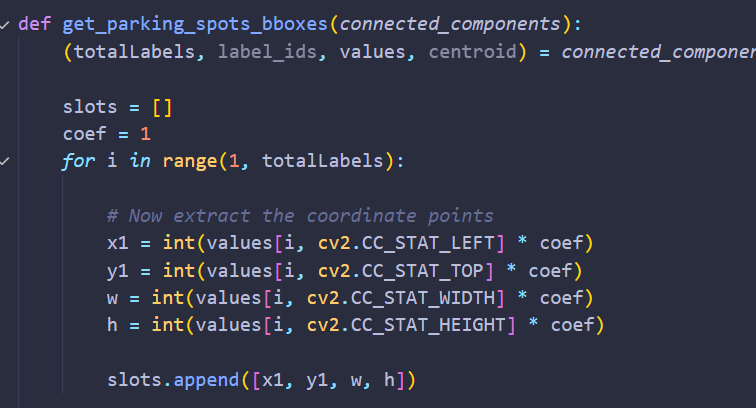 def get_parking_spots_bboxes(connected_components):
(totalLabels, label_ids, values, centroid) = connected_componen
slots = []
coef = 1
for i in range(1, totalLabels):
# Now extract the coordinate points
x1 = int(values[i, cv2.CC_STAT_LEFT] * coef)
y1 = int(values[i, cv2.CC_STAT_TOP] * coef)
w = int(values[i, cv2.CC_STAT_WIDTH] * coef)
h = int(values[i, cv2.CC_STAT_HEIGHT] * coef)
slots.append([x1, y1, w, h])